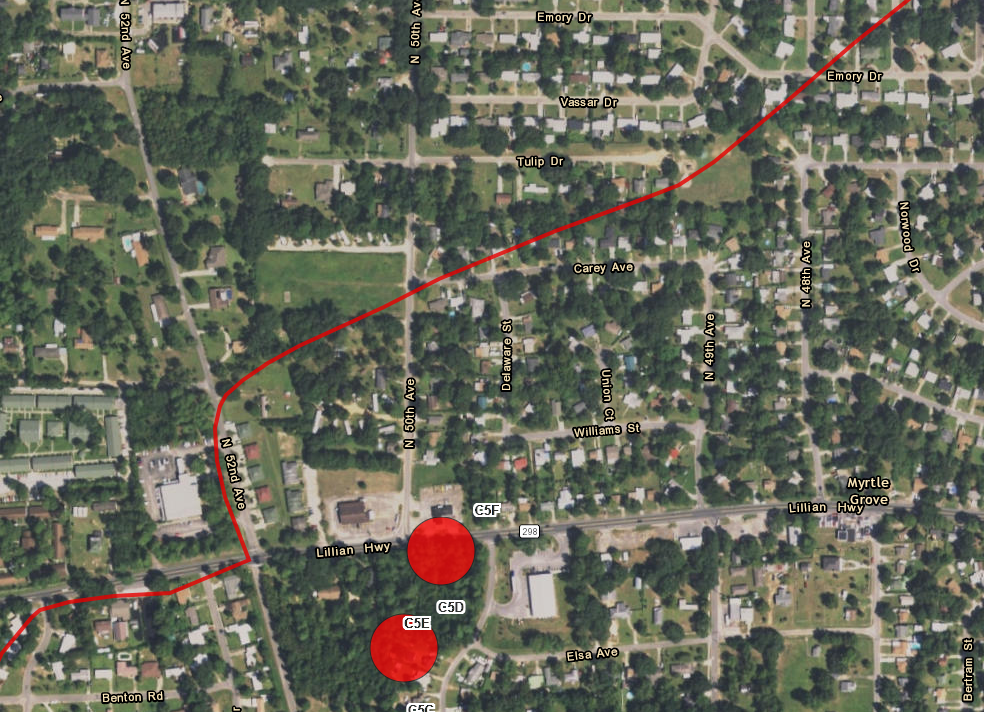 N 52nd Ave
N 50th Av
Emory Dr
Emory Dr
Vassar Dr
Tulip Dr
Norwood Dr
Carey Ave
N 48th Ave
Delaware St
N 49th Ave
Union Ct
N 50th Ave
Williams St
N 52nd Ave
Myrtle
Grove
Lillian Hwy
C5F
298
Lillian Hwy
C5D
C5E
Elsa Ave
Bertram St
Benton Rd
C5G